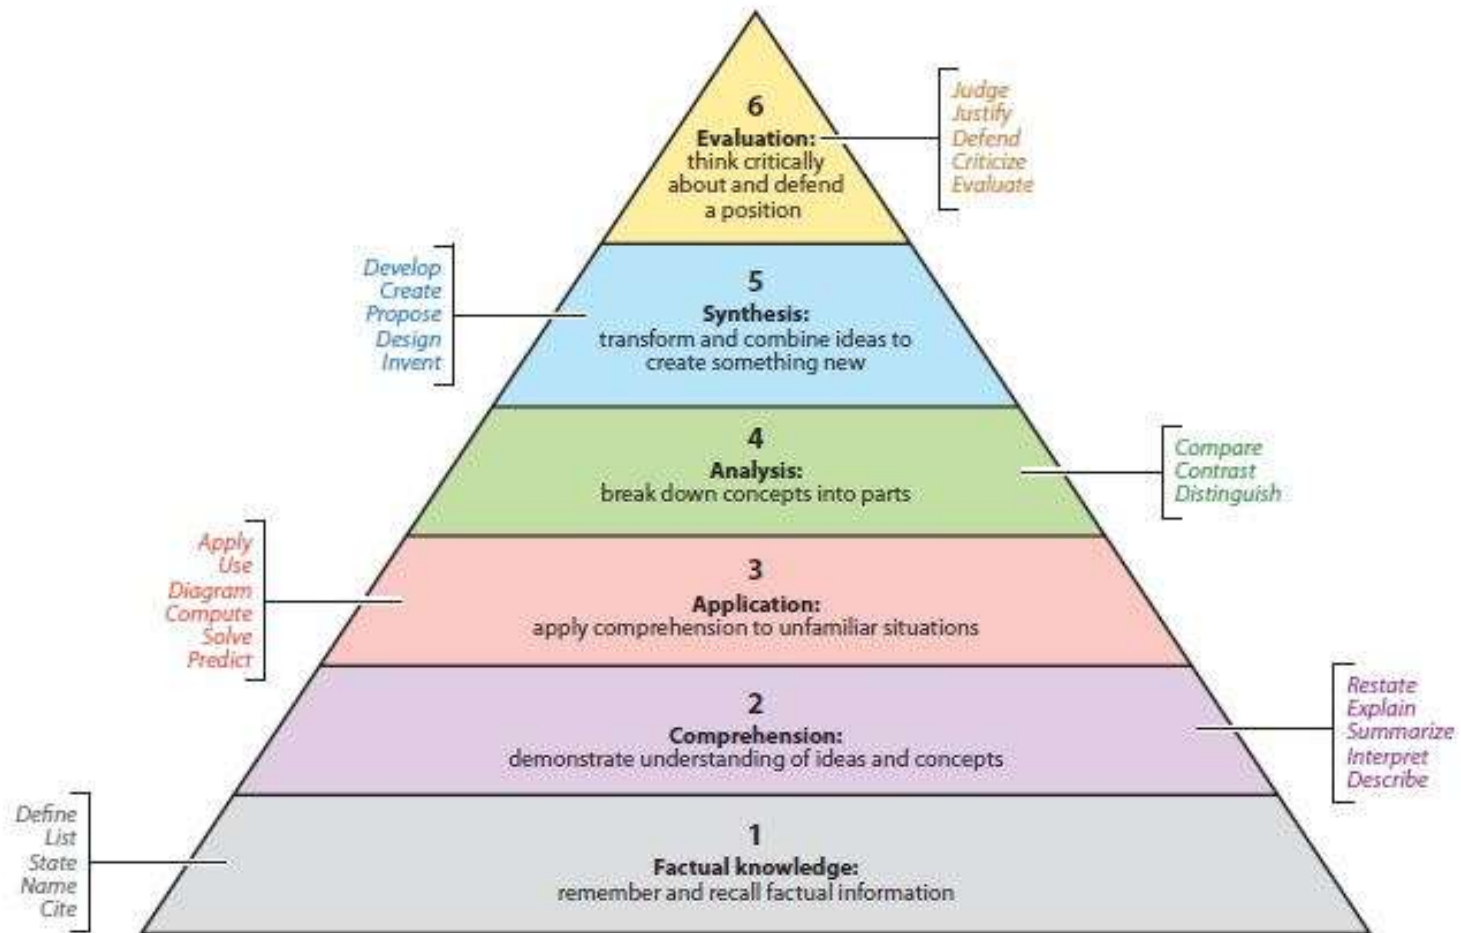 6
Evaluation:
think critically
about and defend
a position
Judge
Justify
Defend
Criticize
Evaluate
Develop
Create
Propose
Design
Invent
5
Synthesis:
transform and combine ideas to
create something new
4
Analysis:
break down concepts into parts
Compare
Contrast
Distinguish
Apply
Use
Diagram
Compute
Solve
Predict
3
Application:
apply comprehension to unfamiliar situations
2
Comprehension:
demonstrate understanding of ideas and concepts
Restate
Explain
Summarize
Interpret
Describe
Define
List
State
Name
Cite
1
Factual knowledge:
remember and recall factual information